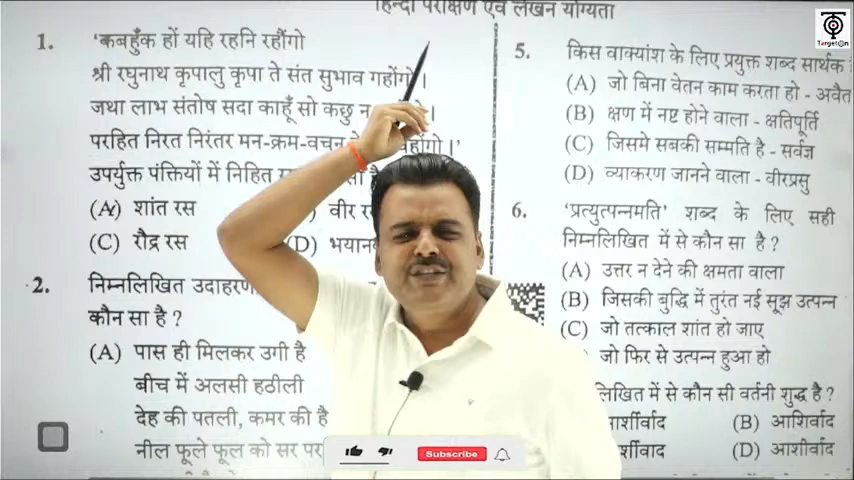 हिन्दी परीक्षण एवं लेखन योग्यता
TargetOn
1. 'कबहुँक हों यहि रहनि रहौंगो
श्री रघुनाथ कृपालु कृपा ते संत सुभाव गहोंगो।
जथा लाभ संतोष सदा काहूँ सो कछु
परहित निरत निरंतर मन-क्रम-वचन
उपर्युक्त पंक्तियों में निहित
(A) शांत रस
वीर
(C) रौद्र रस
(D)
2. निम्नलिखित
कौन सा है ?
(A) पास ही मिलकर उगी है
बीच में अलसी हठीली
देह की पतली, कमर की है
नील फूले फूल को सर पर
5. किस वाक्यांश के लिए प्रयुक्त शब्द सार्थक
(A) जो बिना वेतन काम करता हो - अवैत
(B) क्षण में नष्ट होने वाला - क्षतिपूर्ति
(C) जिसमे सबकी सम्मति है - सर्वज्ञ
(D) व्याकरण जानने वाला - वीरप्रसु
6. 'प्रत्युत्पन्नमति' शब्द के लिए सही
निम्नलिखित में से कौन सा है ?
(A) उत्तर न देने की क्षमता वाला
(B) जिसकी बुद्धि में तुरंत नई सूझ उत्पन्न
(C) जो तत्काल शांत हो जाए
जो फिर से उत्पन्न हुआ हो
में से कौन सी वर्तनी शुद्ध है ?
(B) आशिर्वाद
(D) आशीर्वाद
Subscribe